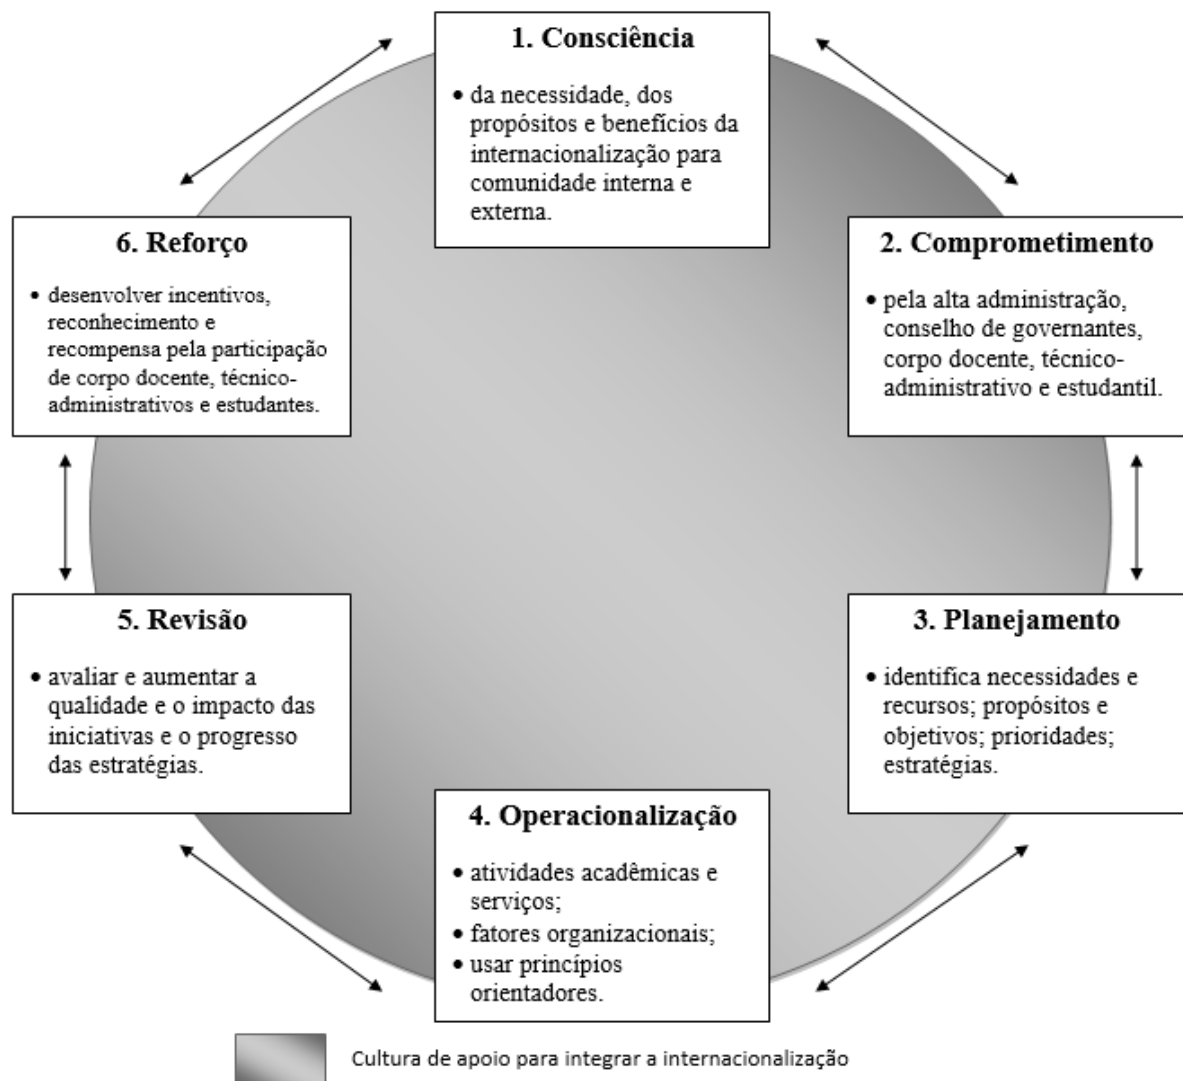 1. Consciência
• da necessidade, dos
propósitos e benefícios da
internacionalização para
comunidade interna e
externa.
2. Comprometimento
• pela alta administração,
conselho de governantes,
corpo docente, técnico-
administrativo e estudantil.
3. Planejamento
• identifica necessidades e
recursos; propósitos e
objetivos; prioridades;
estratégias.
4. Operacionalização
• atividades acadêmicas e
serviços;
• fatores organizacionais;
• usar princípios
orientadores.
5. Revisão
• avaliar e aumentar a
qualidade e o impacto das
iniciativas e o progresso
das estratégias.
6. Reforço
• desenvolver incentivos,
reconhecimento e
recompensa pela participação
de corpo docente, técnico-
administrativos e estudantes.
Cultura de apoio para integrar a internacionalização